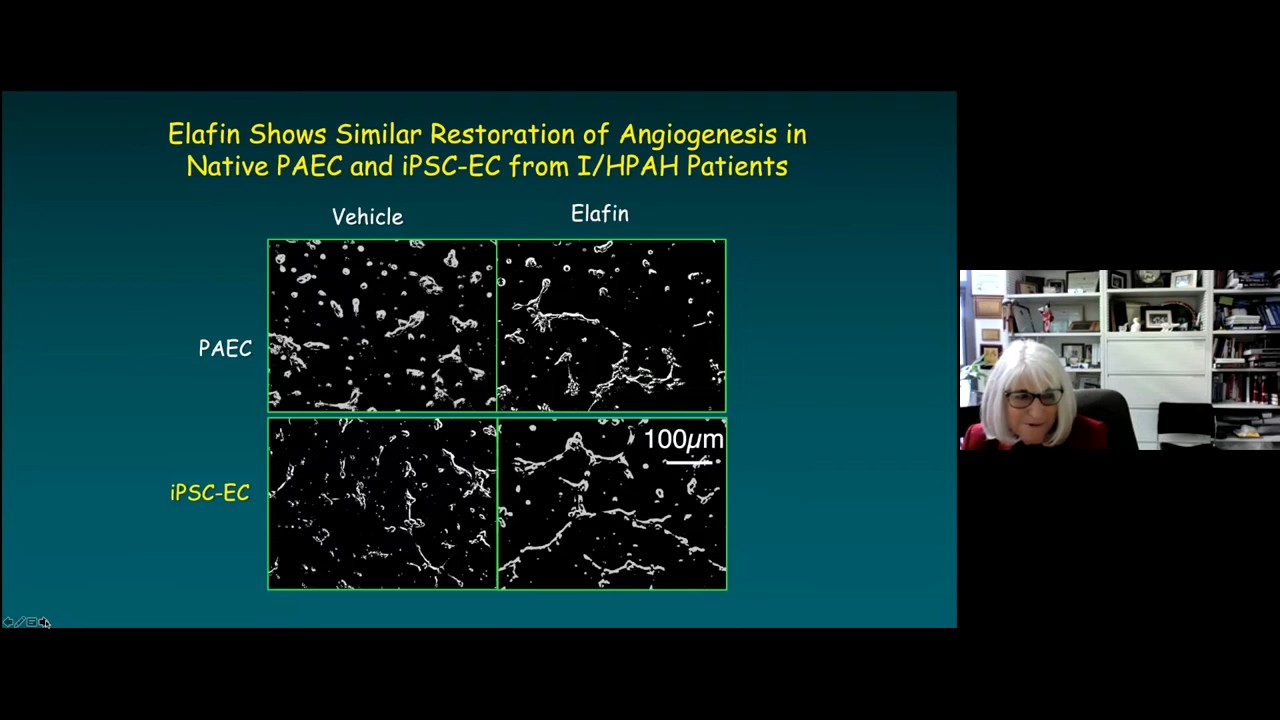 Elafin Shows Similar Restoration of Angiogenesis in
Native PAEC and iPSC-EC from I/HPAH Patients
Vehicle
Elafin
PAEC
100µm
iPSC-EC